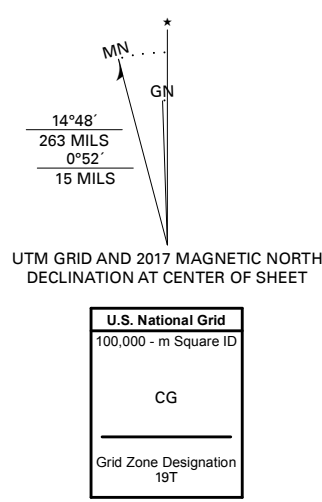 ★
MN
GN
14°48´
263 MILS
0°52´
15 MILS
UTM GRID AND 2017 MAGNETIC NORTH
DECLINATION AT CENTER OF SHEET
U.S. National Grid
100,000 - m Square ID
CG
Grid Zone Designation
19T